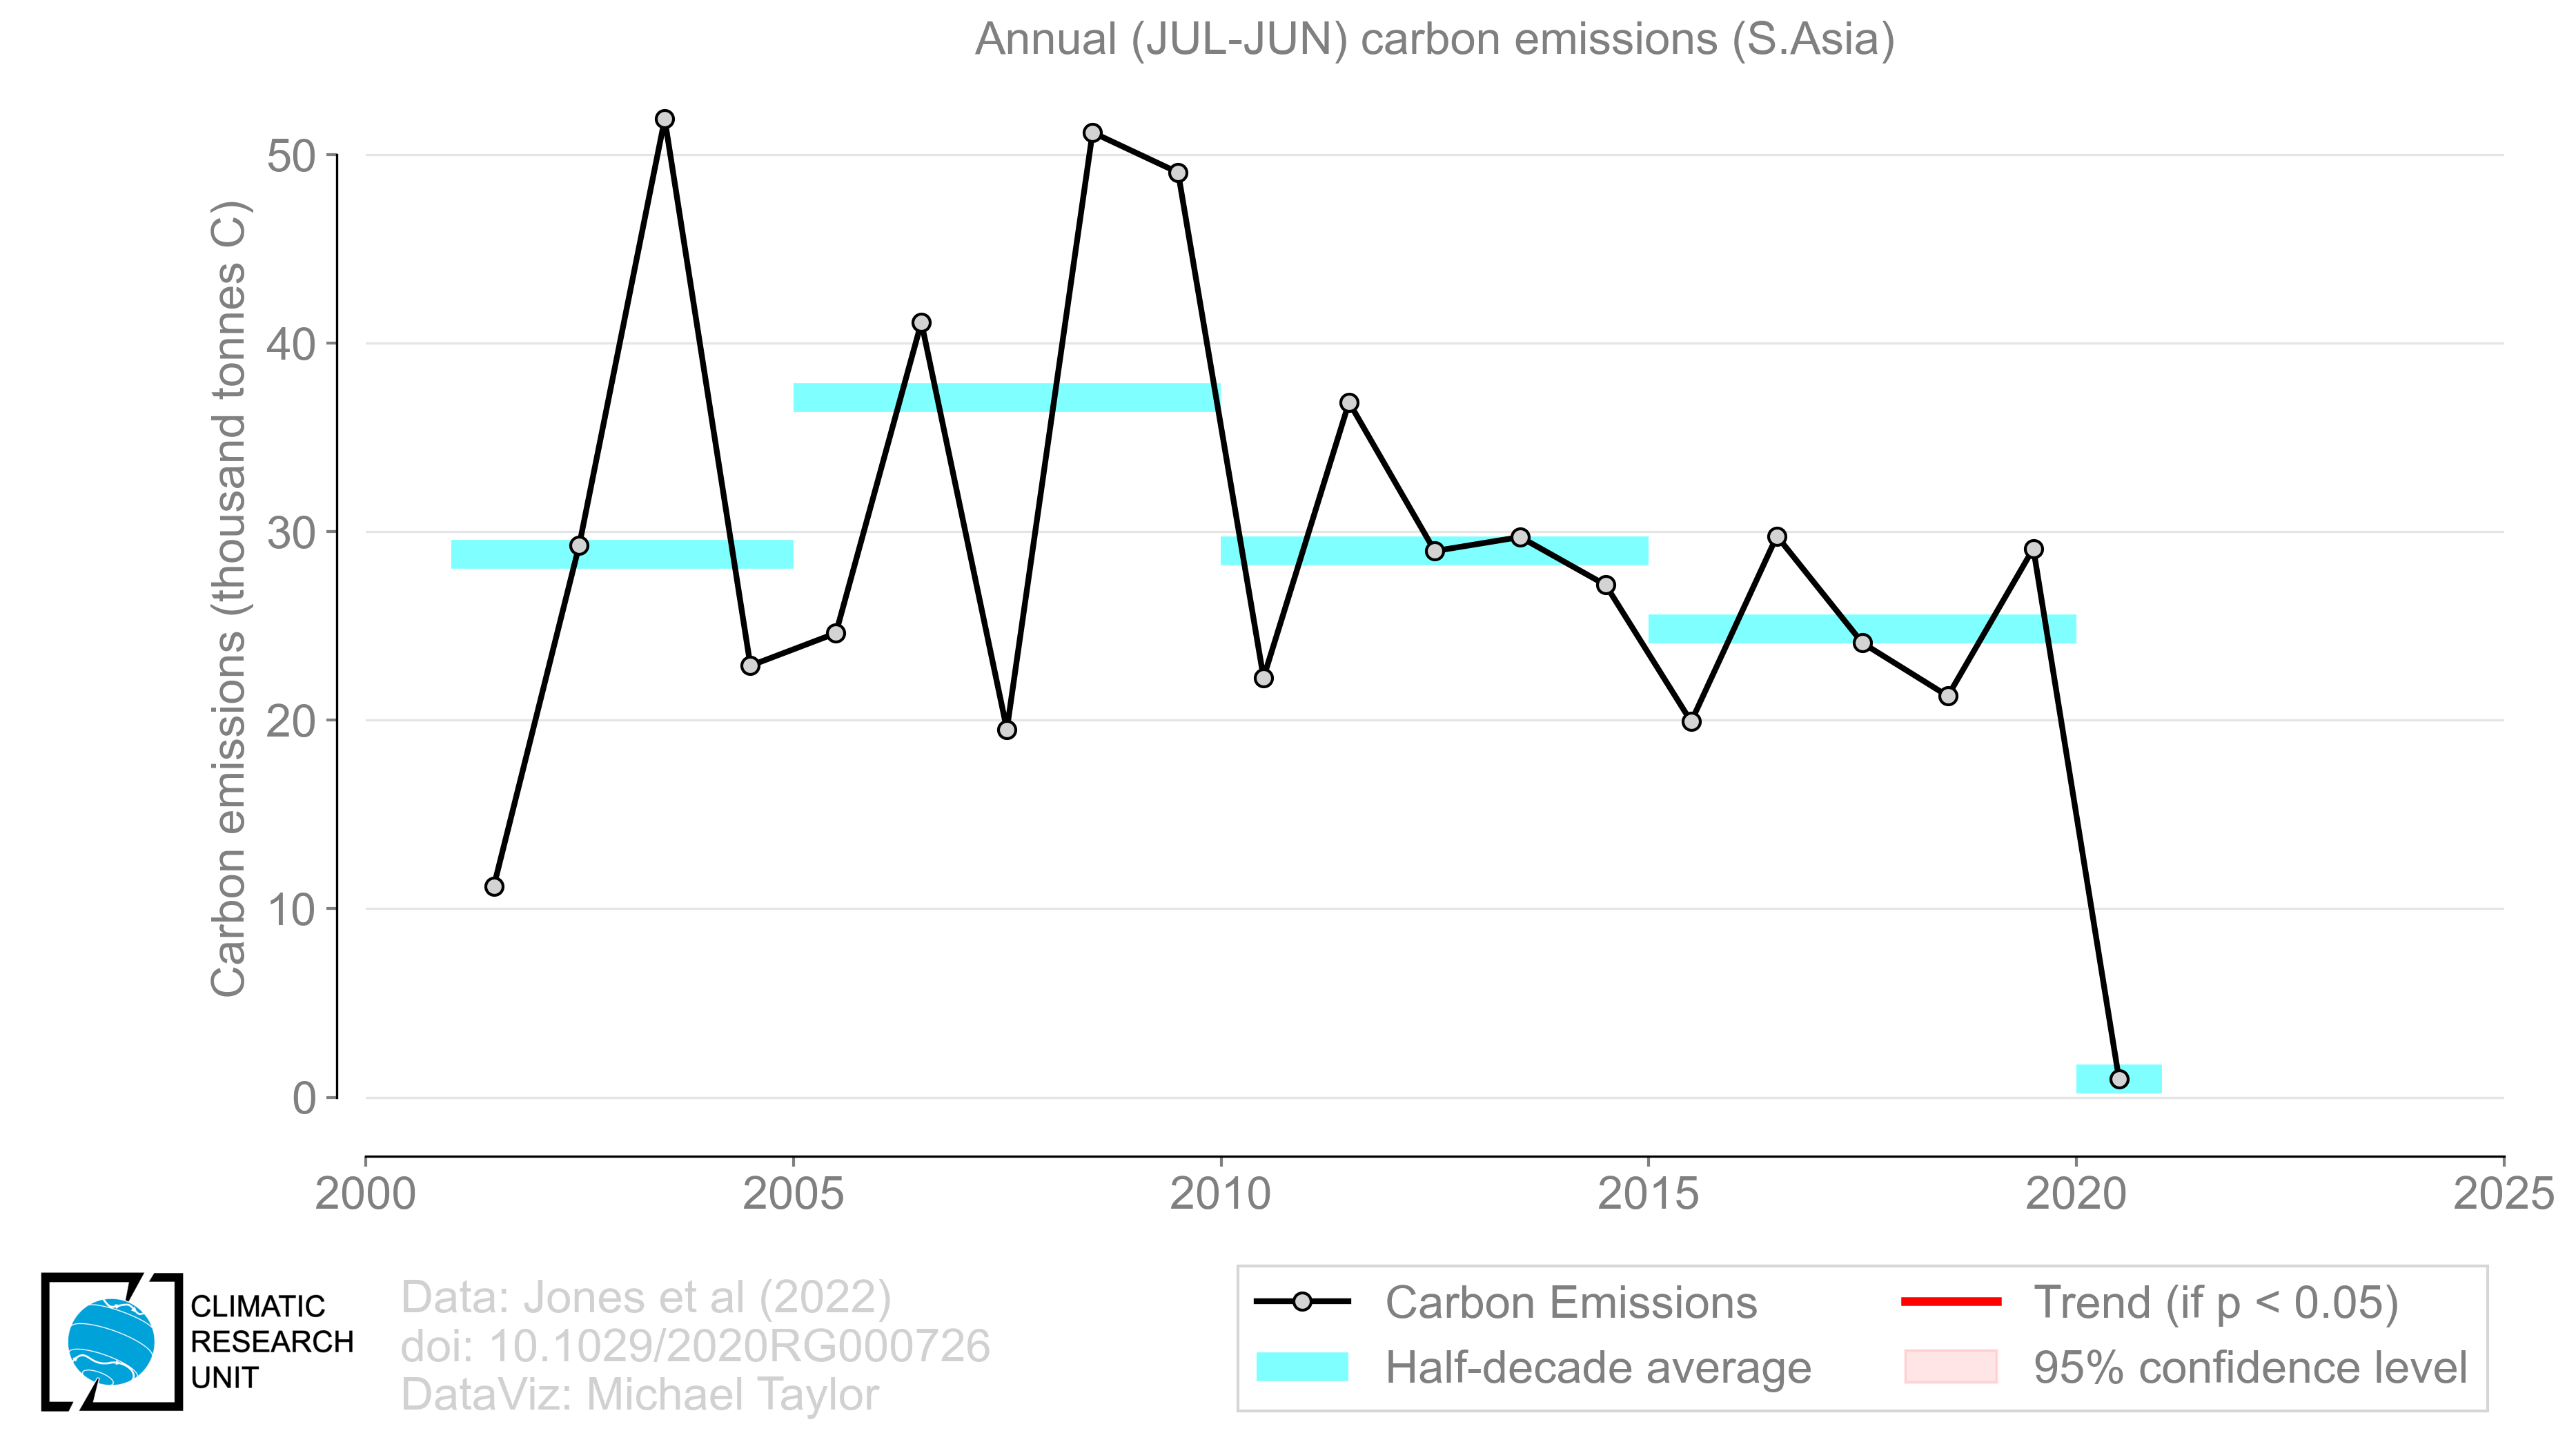 Annual (JUL-JUN) carbon emissions (S.Asia)
Carbon emissions (thousand tonnes C)
50
40
30
20
10
0
2000 2005 2010 2015 2020 2025
CLIMATIC
RESEARCH
UNIT
Data: Jones et al (2022)
doi: 10.1029/2020RG000726
DataViz: Michael Taylor
Carbon Emissions
Half-decade average
Trend (if p < 0.05)
95% confidence level